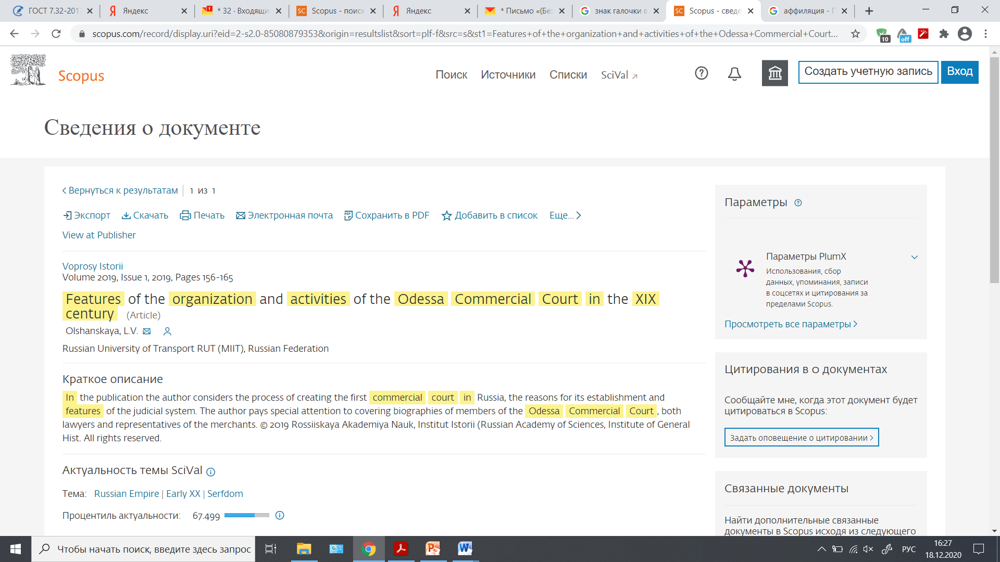 ГОСТ 7.32-201
Яндекс
* 32 · Входящи
Scopus - поиск
Яндекс
* Письмо «(Без
знак галочки в
Scopus - сведе
аффиляция - П
scopus.com/record/display.uri?eid=2-s2.0-85080879353&origin=resultslist&sort=plf-f&src=s&st1=Features+of+the+organization+and+activities+of+the+Odessa+Commercial+Court...
10
off
Scopus
Поиск Источники Списки SciVal ↗
Создать учетную запись
Вход
Сведения о документе
Вернуться к результатам | 1 из 1
Экспорт Скачать Печать Электронная почта Сохранить в PDF Добавить в список Еще...
View at Publisher
Voprosy Istorii
Volume 2019, Issue 1, 2019, Pages 156-165
Features of the organization and activities of the Odessa Commercial Court in the XIX
century (Article)
Olshanskaya, L.V.
Russian University of Transport RUT (MIIT), Russian Federation
Краткое описание
In the publication the author considers the process of creating the first commercial court in Russia, the reasons for its establishment and
features of the judicial system. The author pays special attention to covering biographies of members of the Odessa Commercial Court, both
lawyers and representatives of the merchants. © 2019 Rossiiskaya Akademiya Nauk, Institut Istorii (Russian Academy of Sciences, Institute of General
Hist. All rights reserved.
Актуальность темы SciVal
Тема: Russian Empire | Early XX | Serfdom
Процентиль актуальности: 67.499
Параметры
Параметры PlumX
Использования, сбор
данных, упоминания, записи
в соцсетях и цитирования за
пределами Scopus.
Просмотреть все параметры
Цитирования в 0 документах
Сообщайте мне, когда этот документ будет
цитироваться в Scopus:
Задать оповещение о цитировании
Связанные документы
Найти дополнительные связанные
документы в Scopus исходя из следующего
Чтобы начать поиск, введите здесь запрос
РУС
16:27
18.12.2020